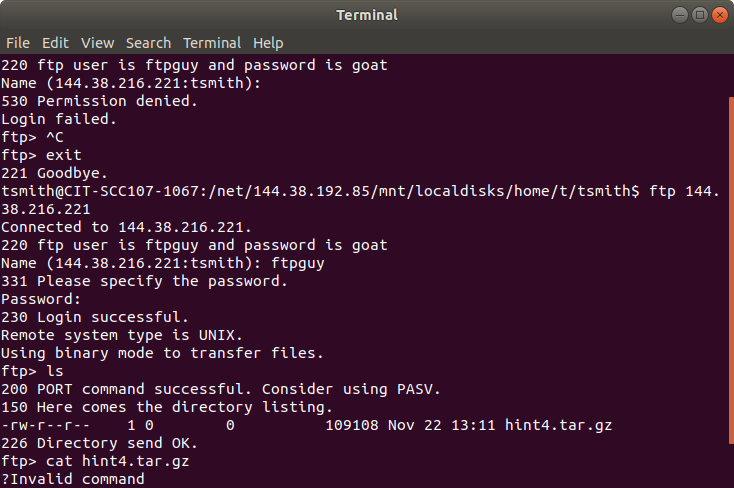 Terminal
File Edit View Search Terminal Help
220 ftp user is ftpguy and password is goat
Name (144.38.216.221:tsmith):
530 Permission denied.
Login failed.
ftp> ^C
ftp> exit
221 Goodbye.
tsmith@CIT-SCC107-1067:/net/144.38.192.85/mnt/localdisks/home/t/tsmith$ ftp 144.
38.216.221
Connected to 144.38.216.221.
220 ftp user is ftpguy and password is goat
Name (144.38.216.221:tsmith): ftpguy
331 Please specify the password.
Password:
230 Login successful.
Remote system type is UNIX.
Using binary mode to transfer files.
ftp> ls
200 PORT command successful. Consider using PASV.
150 Here comes the directory listing.
-rw-r--r--    1 0        0          109108 Nov 22 13:11 hint4.tar.gz
226 Directory send OK.
ftp> cat hint4.tar.gz
?Invalid command